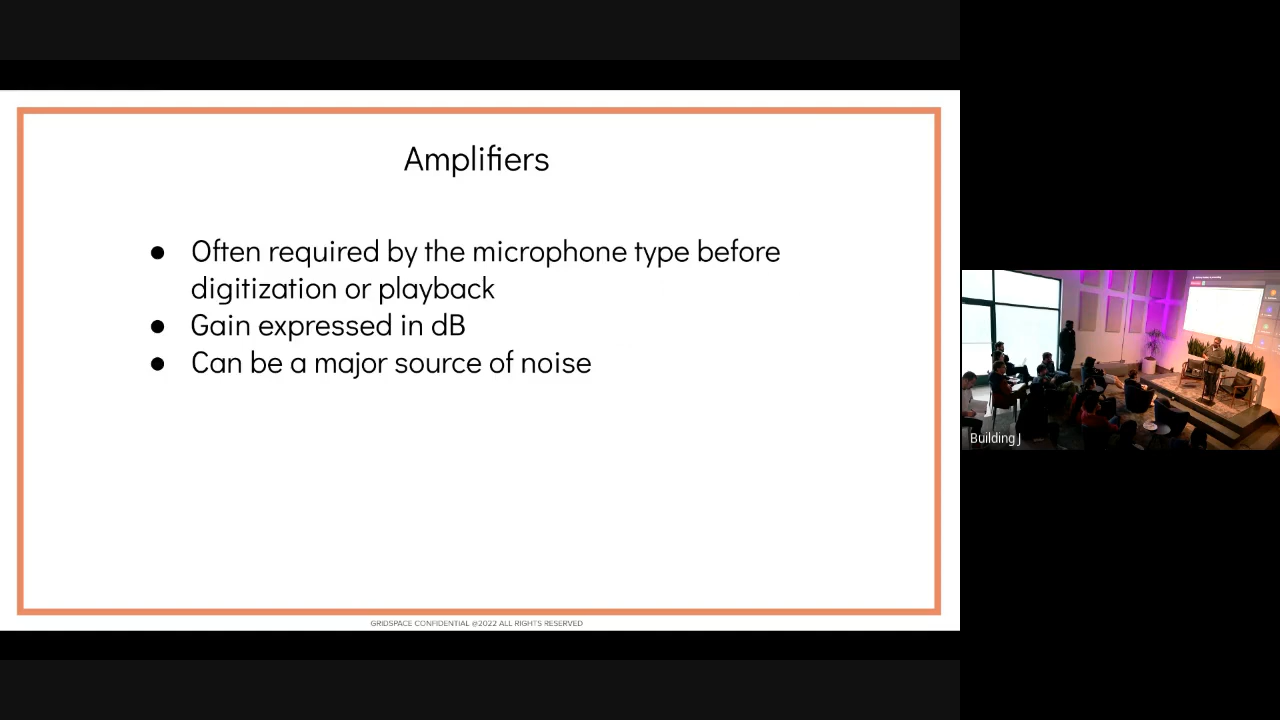 Amplifiers
● Often required by the microphone type before
digitization or playback
● Gain expressed in dB
● Can be a major source of noise
GRIDSPACE CONFIDENTIAL @2022 ALL RIGHTS RESERVED
Building J